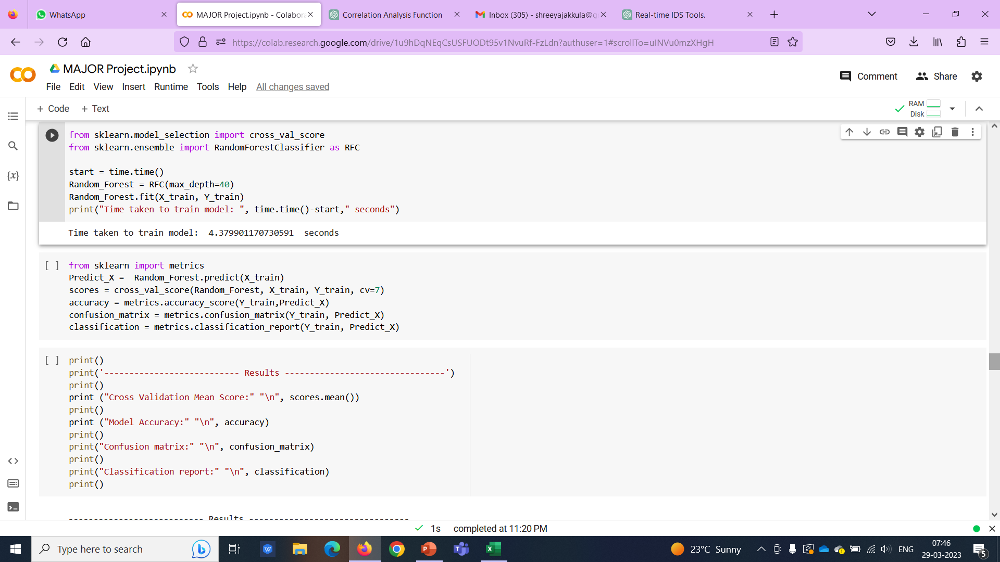 WhatsApp
MAJOR Project.ipynb - Colabora
Correlation Analysis Function
Inbox (305) - shreeyajakkula@g
Real-time IDS Tools.
https://colab.research.google.com/drive/1u9hDqNEqCsUSFUODt95v1NvuRf-FzLdn?authuser=1#scrollTo=uINVu0mzXHgH
MAJOR Project.ipynb
Comment
Share
File Edit View Insert Runtime Tools Help All changes saved
+ Code + Text
RAM
Disk
from sklearn.model_selection import cross_val_score
from sklearn.ensemble import RandomForestClassifier as RFC
start = time.time()
Random_Forest = RFC(max_depth=40)
Random_Forest.fit(X_train, Y_train)
print("Time taken to train model: ", time.time()-start," seconds")
Time taken to train model:  4.379901170730591  seconds
[ ] from sklearn import metrics
Predict_X =  Random_Forest.predict(X_train)
scores = cross_val_score(Random_Forest, X_train, Y_train, cv=7)
accuracy = metrics.accuracy_score(Y_train,Predict_X)
confusion_matrix = metrics.confusion_matrix(Y_train, Predict_X)
classification = metrics.classification_report(Y_train, Predict_X)
[ ] print()
print('--------------------------- Results --------------------------------')
print()
print ("Cross Validation Mean Score:" "\n", scores.mean())
print()
print ("Model Accuracy:" "\n", accuracy)
print()
print("Confusion matrix:" "\n", confusion_matrix)
print()
print("Classification report:" "\n", classification)
print()
--------------------------- Results --------------------------------
1s completed at 11:20 PM
Type here to search
23°C Sunny
ENG
07:46
29-03-2023
5